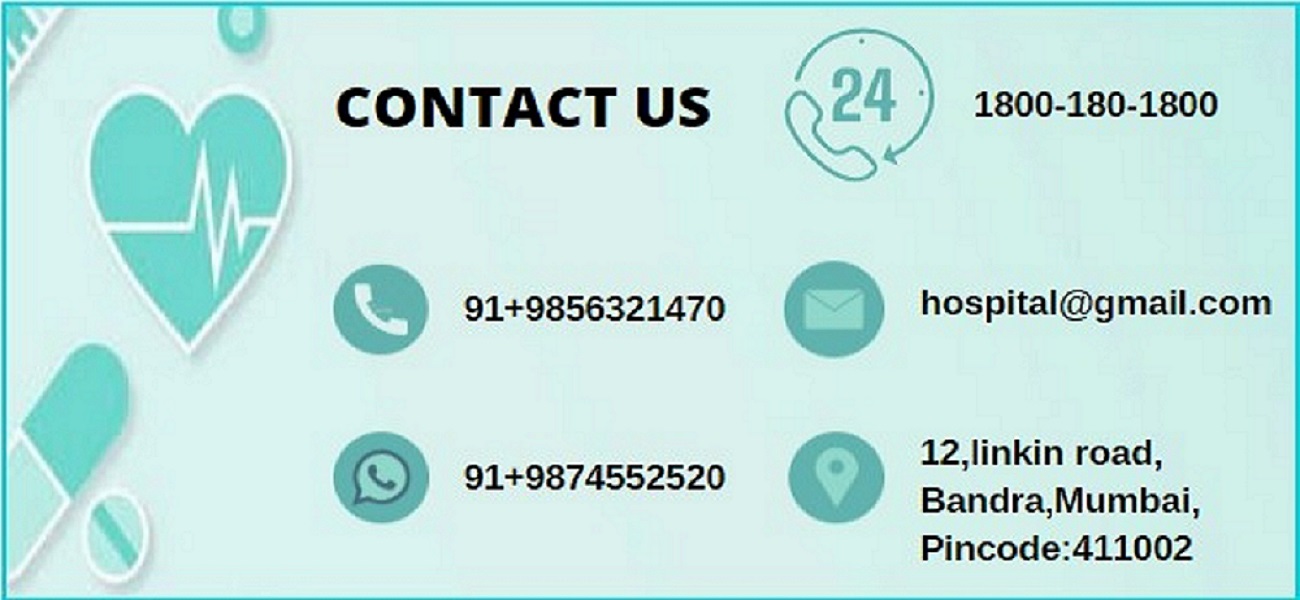 CONTACT US
24
1800-180-1800
91+9856321470
hospital@gmail.com
91+9874552520
12,linkin road,
Bandra,Mumbai,
Pincode:411002